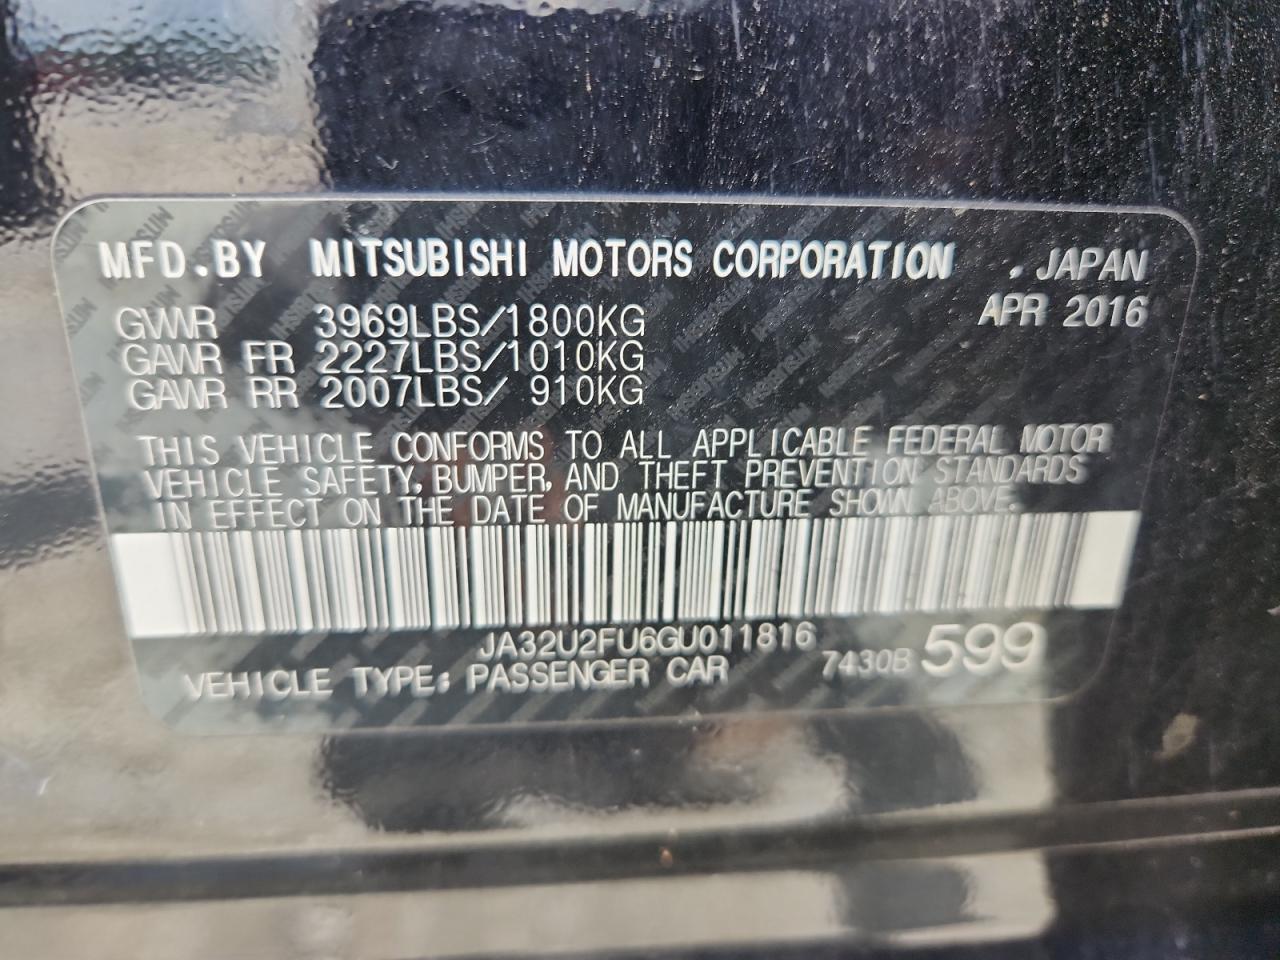 MFD.BY MITSUBISHI MOTORS CORPORATION . JAPAN
GVWR 3969LBS/1800KG APR 2016
GAWR FR 2227LBS/1010KG
GAWR RR 2007LBS/ 910KG
THIS VEHICLE CONFORMS TO ALL APPLICABLE FEDERAL MOTOR
VEHICLE SAFETY, BUMPER, AND THEFT PREVENTION STANDARDS
IN EFFECT ON THE DATE OF MANUFACTURE SHOWN ABOVE.
JA32U2FU6GU011816
VEHICLE TYPE: PASSENGER CAR 7430B 599